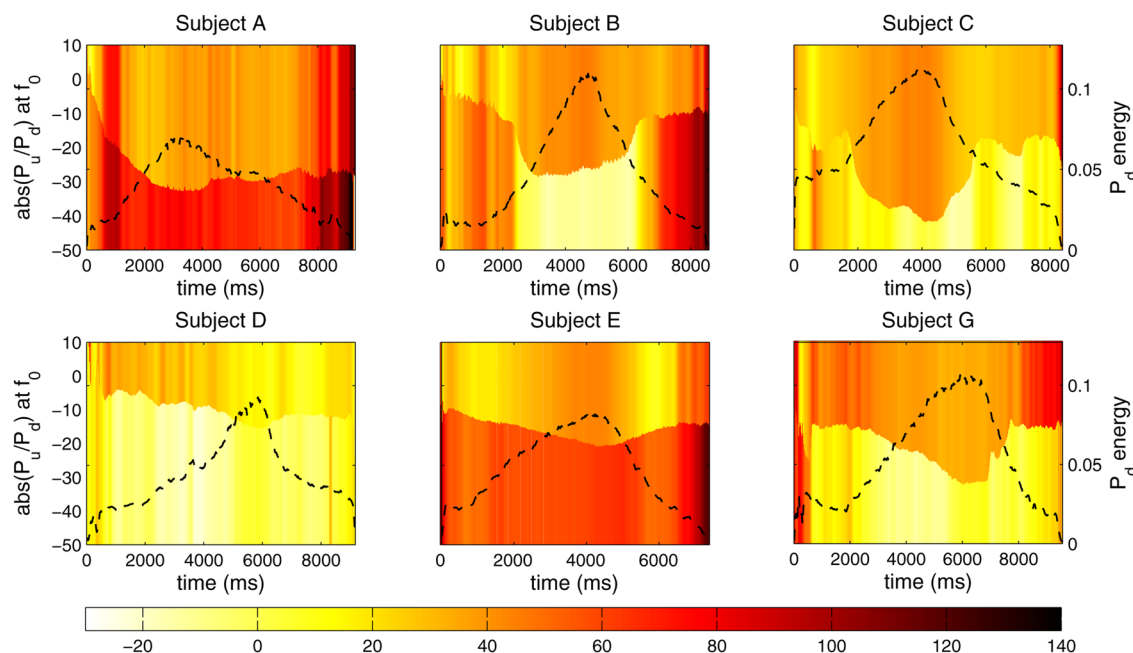 Subject A
Subject B
Subject C
abs(P_u/P_d) at f_0
10
0
−10
−20
−30
−40
−50
0 2000 4000 6000 8000
time (ms)
0 2000 4000 6000 8000
time (ms)
0 2000 4000 6000 8000
time (ms)
0.1
0.05
0
P_d energy
Subject D
Subject E
Subject G
abs(P_u/P_d) at f_0
10
0
−10
−20
−30
−40
−50
0 2000 4000 6000 8000
time (ms)
0 2000 4000 6000
time (ms)
0 2000 4000 6000 8000
time (ms)
0.1
0.05
0
P_d energy
−20 0 20 40 60 80 100 120 140